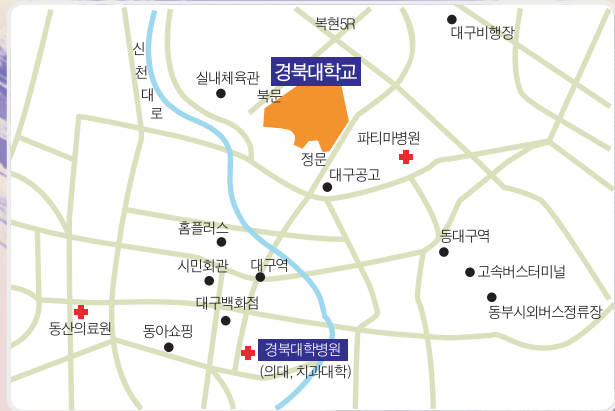 복현5R
대구비행장
신천대로
경북대학교
실내체육관
북문
파티마병원
정문
대구공고
홈플러스
동대구역
시민회관
대구역
고속버스터미널
대구백화점
동부시외버스정류장
동산의료원
동아쇼핑
경북대학병원
(의대, 치과대학)